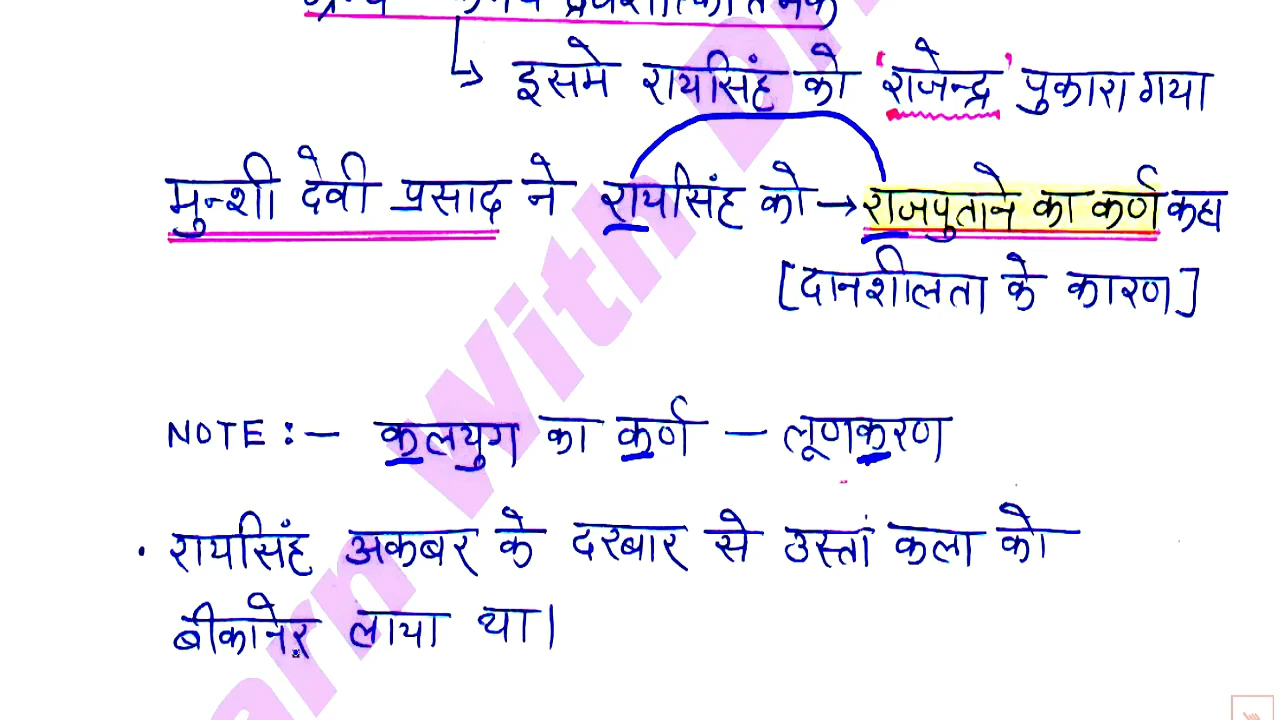 इसमे रायसिंह को 'राजेन्द्र' पुकारा गया
मुन्शी देवी प्रसाद ने रायसिंह को → राजपुताने का कर्ण कहा
[दानशीलता के कारण]
NOTE :- कलयुग का कर्ण - लूणकरण
• रायसिंह अकबर के दरबार से उस्तां कला को
बीकानेर लाया था।
With